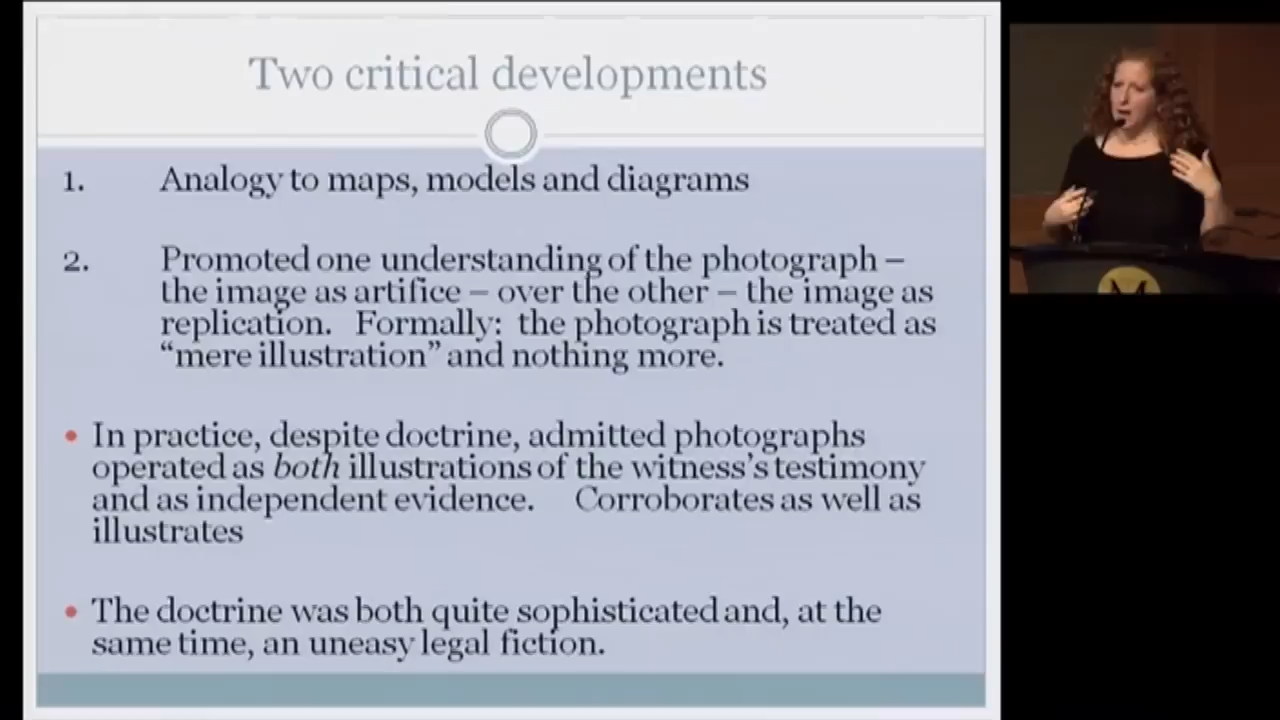 Two critical developments
1. Analogy to maps, models and diagrams
2. Promoted one understanding of the photograph –
the image as artifice – over the other – the image as
replication. Formally: the photograph is treated as
“mere illustration” and nothing more.
• In practice, despite doctrine, admitted photographs
operated as both illustrations of the witness’s testimony
and as independent evidence. Corroborates as well as
illustrates
• The doctrine was both quite sophisticated and, at the
same time, an uneasy legal fiction.